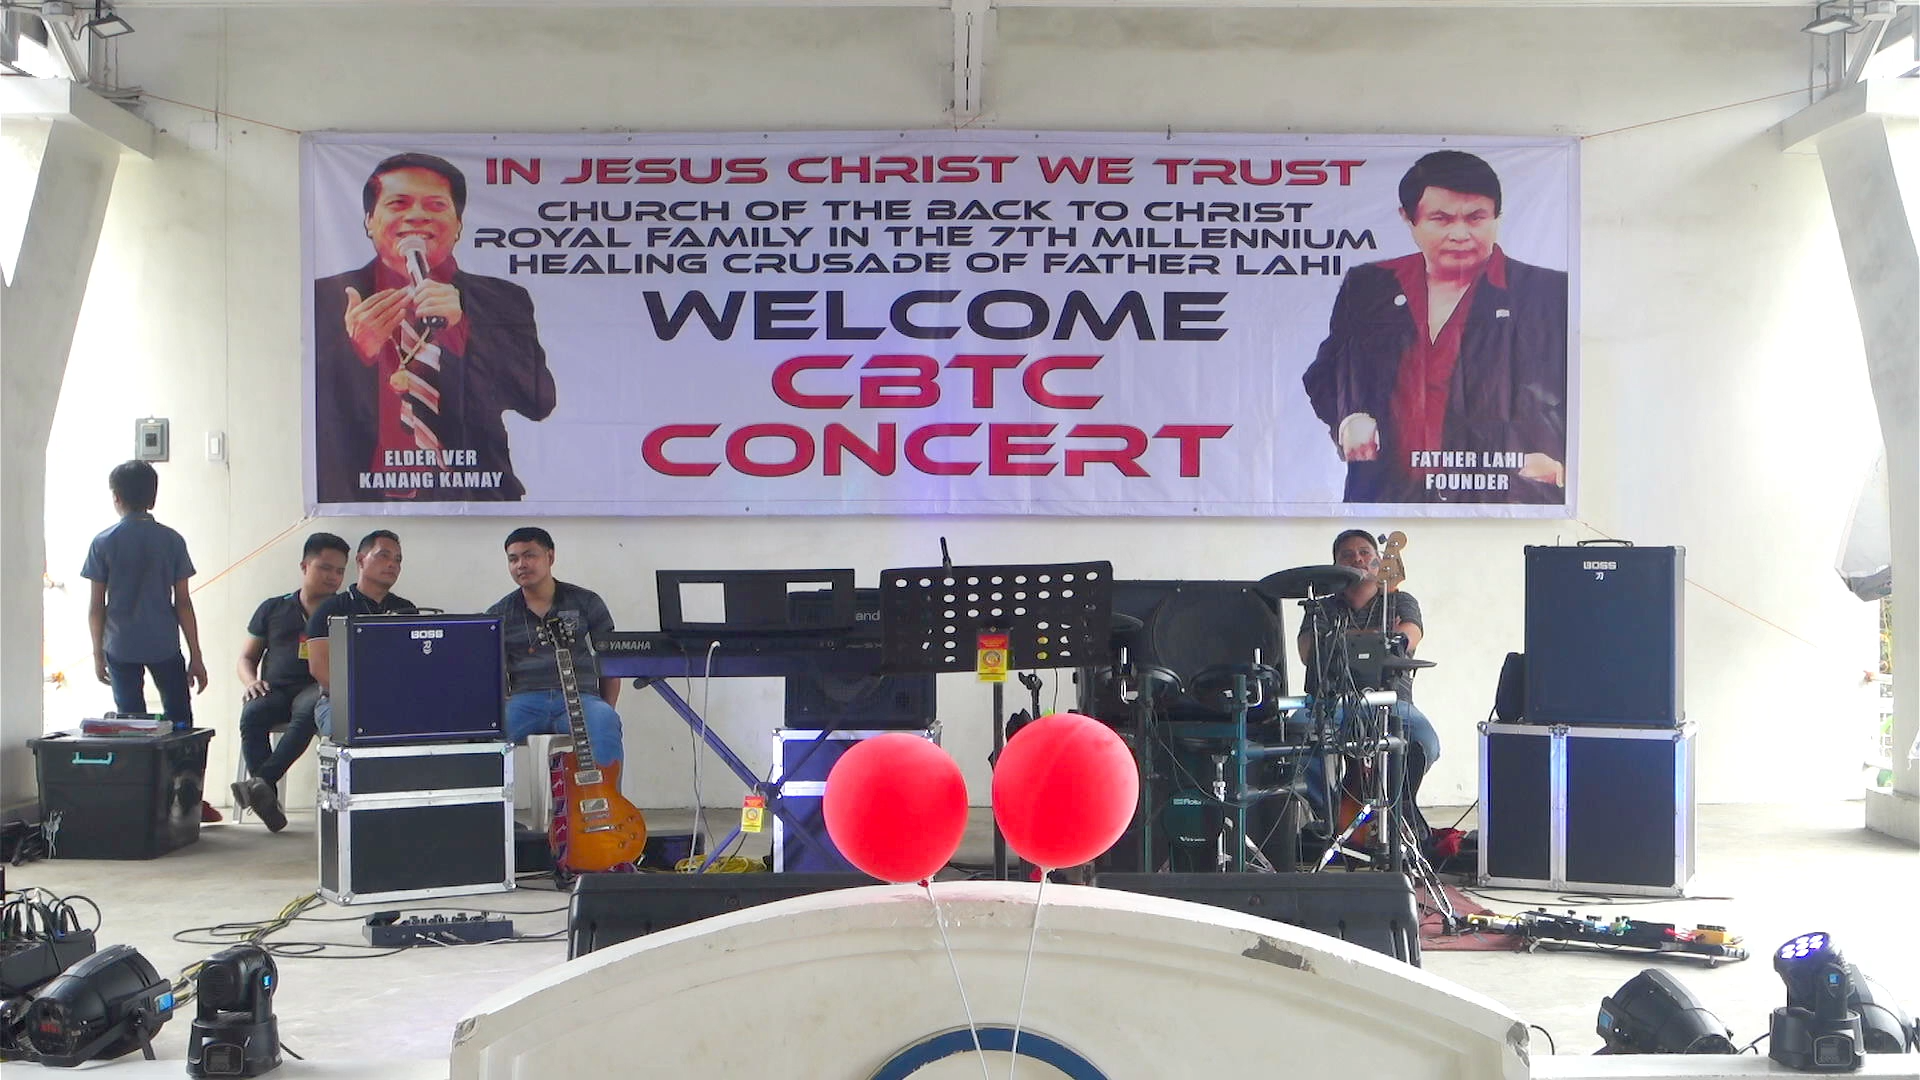 IN JESUS CHRIST WE TRUST
CHURCH OF THE BACK TO CHRIST
ROYAL FAMILY IN THE 7TH MILLENNIUM
HEALING CRUSADE OF FATHER LAHI
WELCOME
CBTC
CONCERT
ELDER VER
KANANG KAMAY
FATHER LAHI
FOUNDER
BOSS
YAMAHA
BOSS
Roland